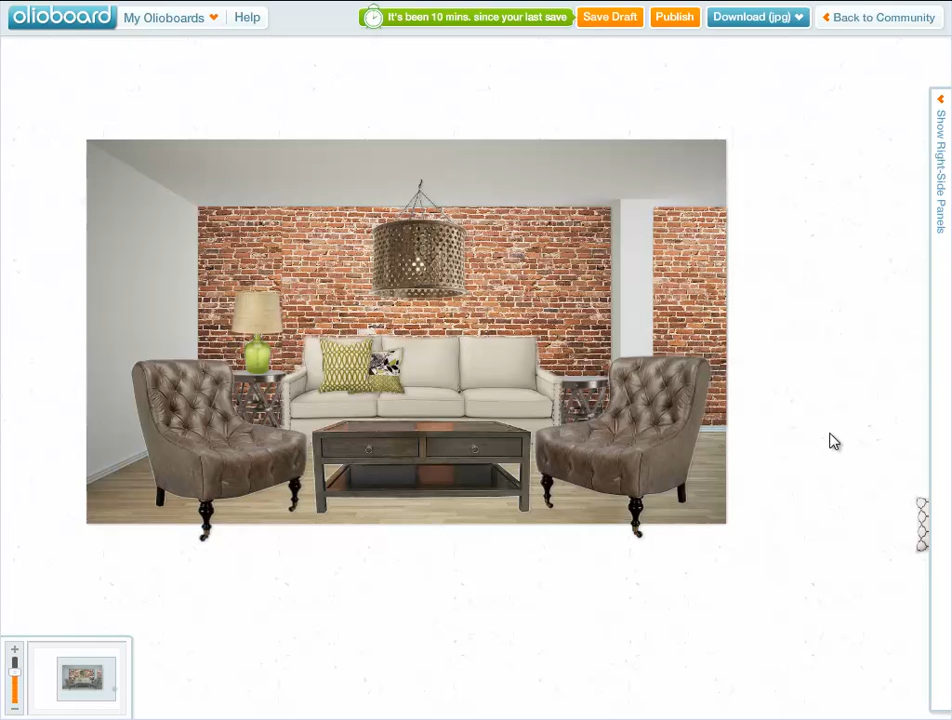 olioboard
My Olioboards
Help
It's been 10 mins. since your last save
Save Draft
Publish
Download (jpg)
Back to Community
Show Right-Side Panels